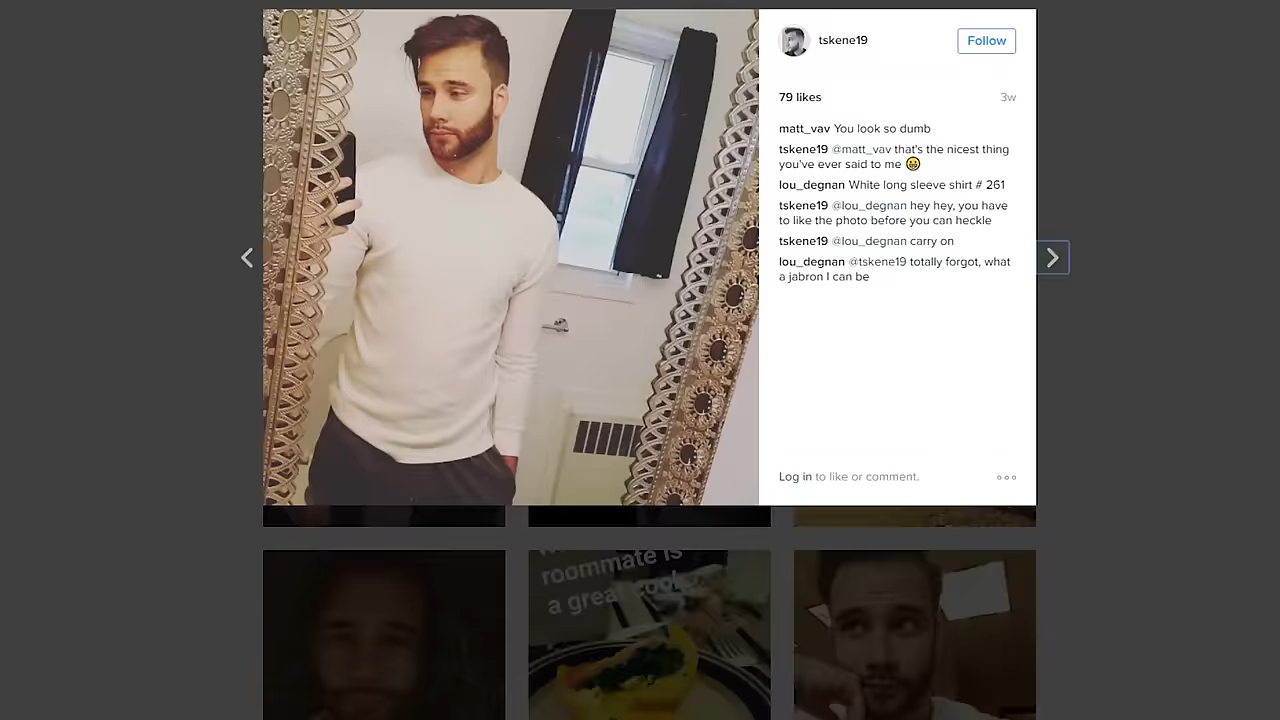 tskene19
Follow
79 likes
3w
matt_vav You look so dumb
tskene19 @matt_vav that's the nicest thing
you've ever said to me 😁
lou_degnan White long sleeve shirt # 261
tskene19 @lou_degnan hey hey, you have
to like the photo before you can heckle
tskene19 @lou_degnan carry on
lou_degnan @tskene19 totally forgot, what
a jabron I can be
Log in to like or comment.
roommate is
a great cook